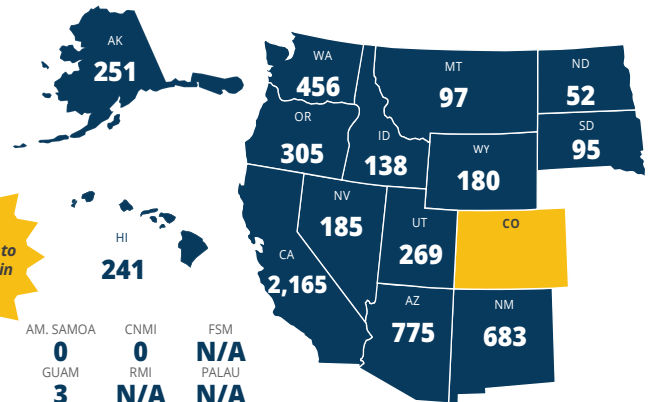 AK
251
WA
456
MT
97
ND
52
OR
305
ID
138
SD
95
WY
180
NV
185
UT
269
CO
HI
241
CA
2,165
to
in
AZ
775
NM
683
AM. SAMOA CNMI FSM
0 0 N/A
GUAM RMI PALAU
3 N/A N/A